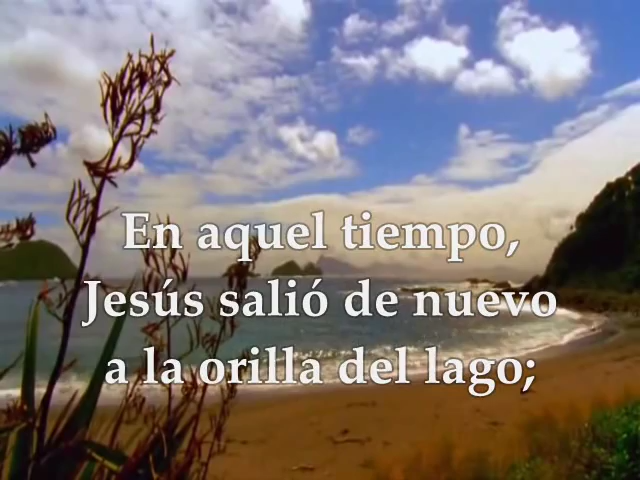 En aquel tiempo,
Jesús salió de nuevo
a la orilla del lago;